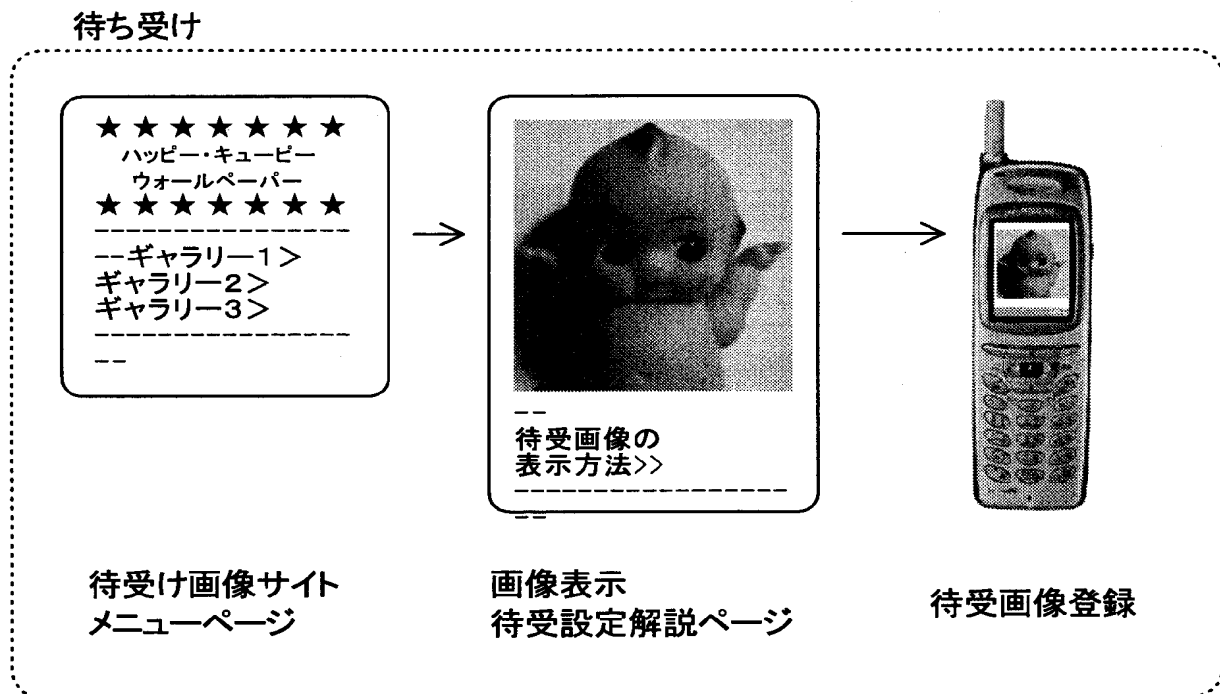 待ち受け
★★★★★★★
ハッピー・キューピー
ウォールペーパー
★★★★★★★
-----------------
--ギャラリー1>
ギャラリー2>
ギャラリー3>
-----------------
--
--
待受画像の
表示方法>>
------------------
--
待受け画像サイト
メニューページ
画像表示
待受設定解説ページ
待受画像登録